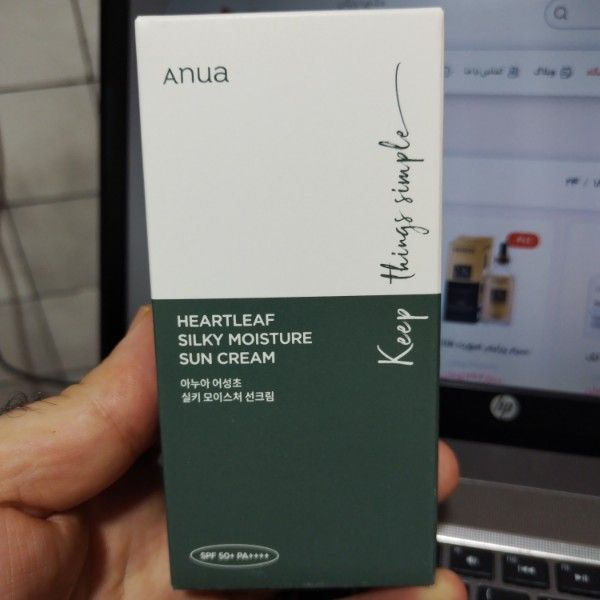 Anua
Keep things simple
HEARTLEAF
SILKY MOISTURE
SUN CREAM
아누아 어성초
실키 모이스처 선크림
SPF 50+ PA++++
hp